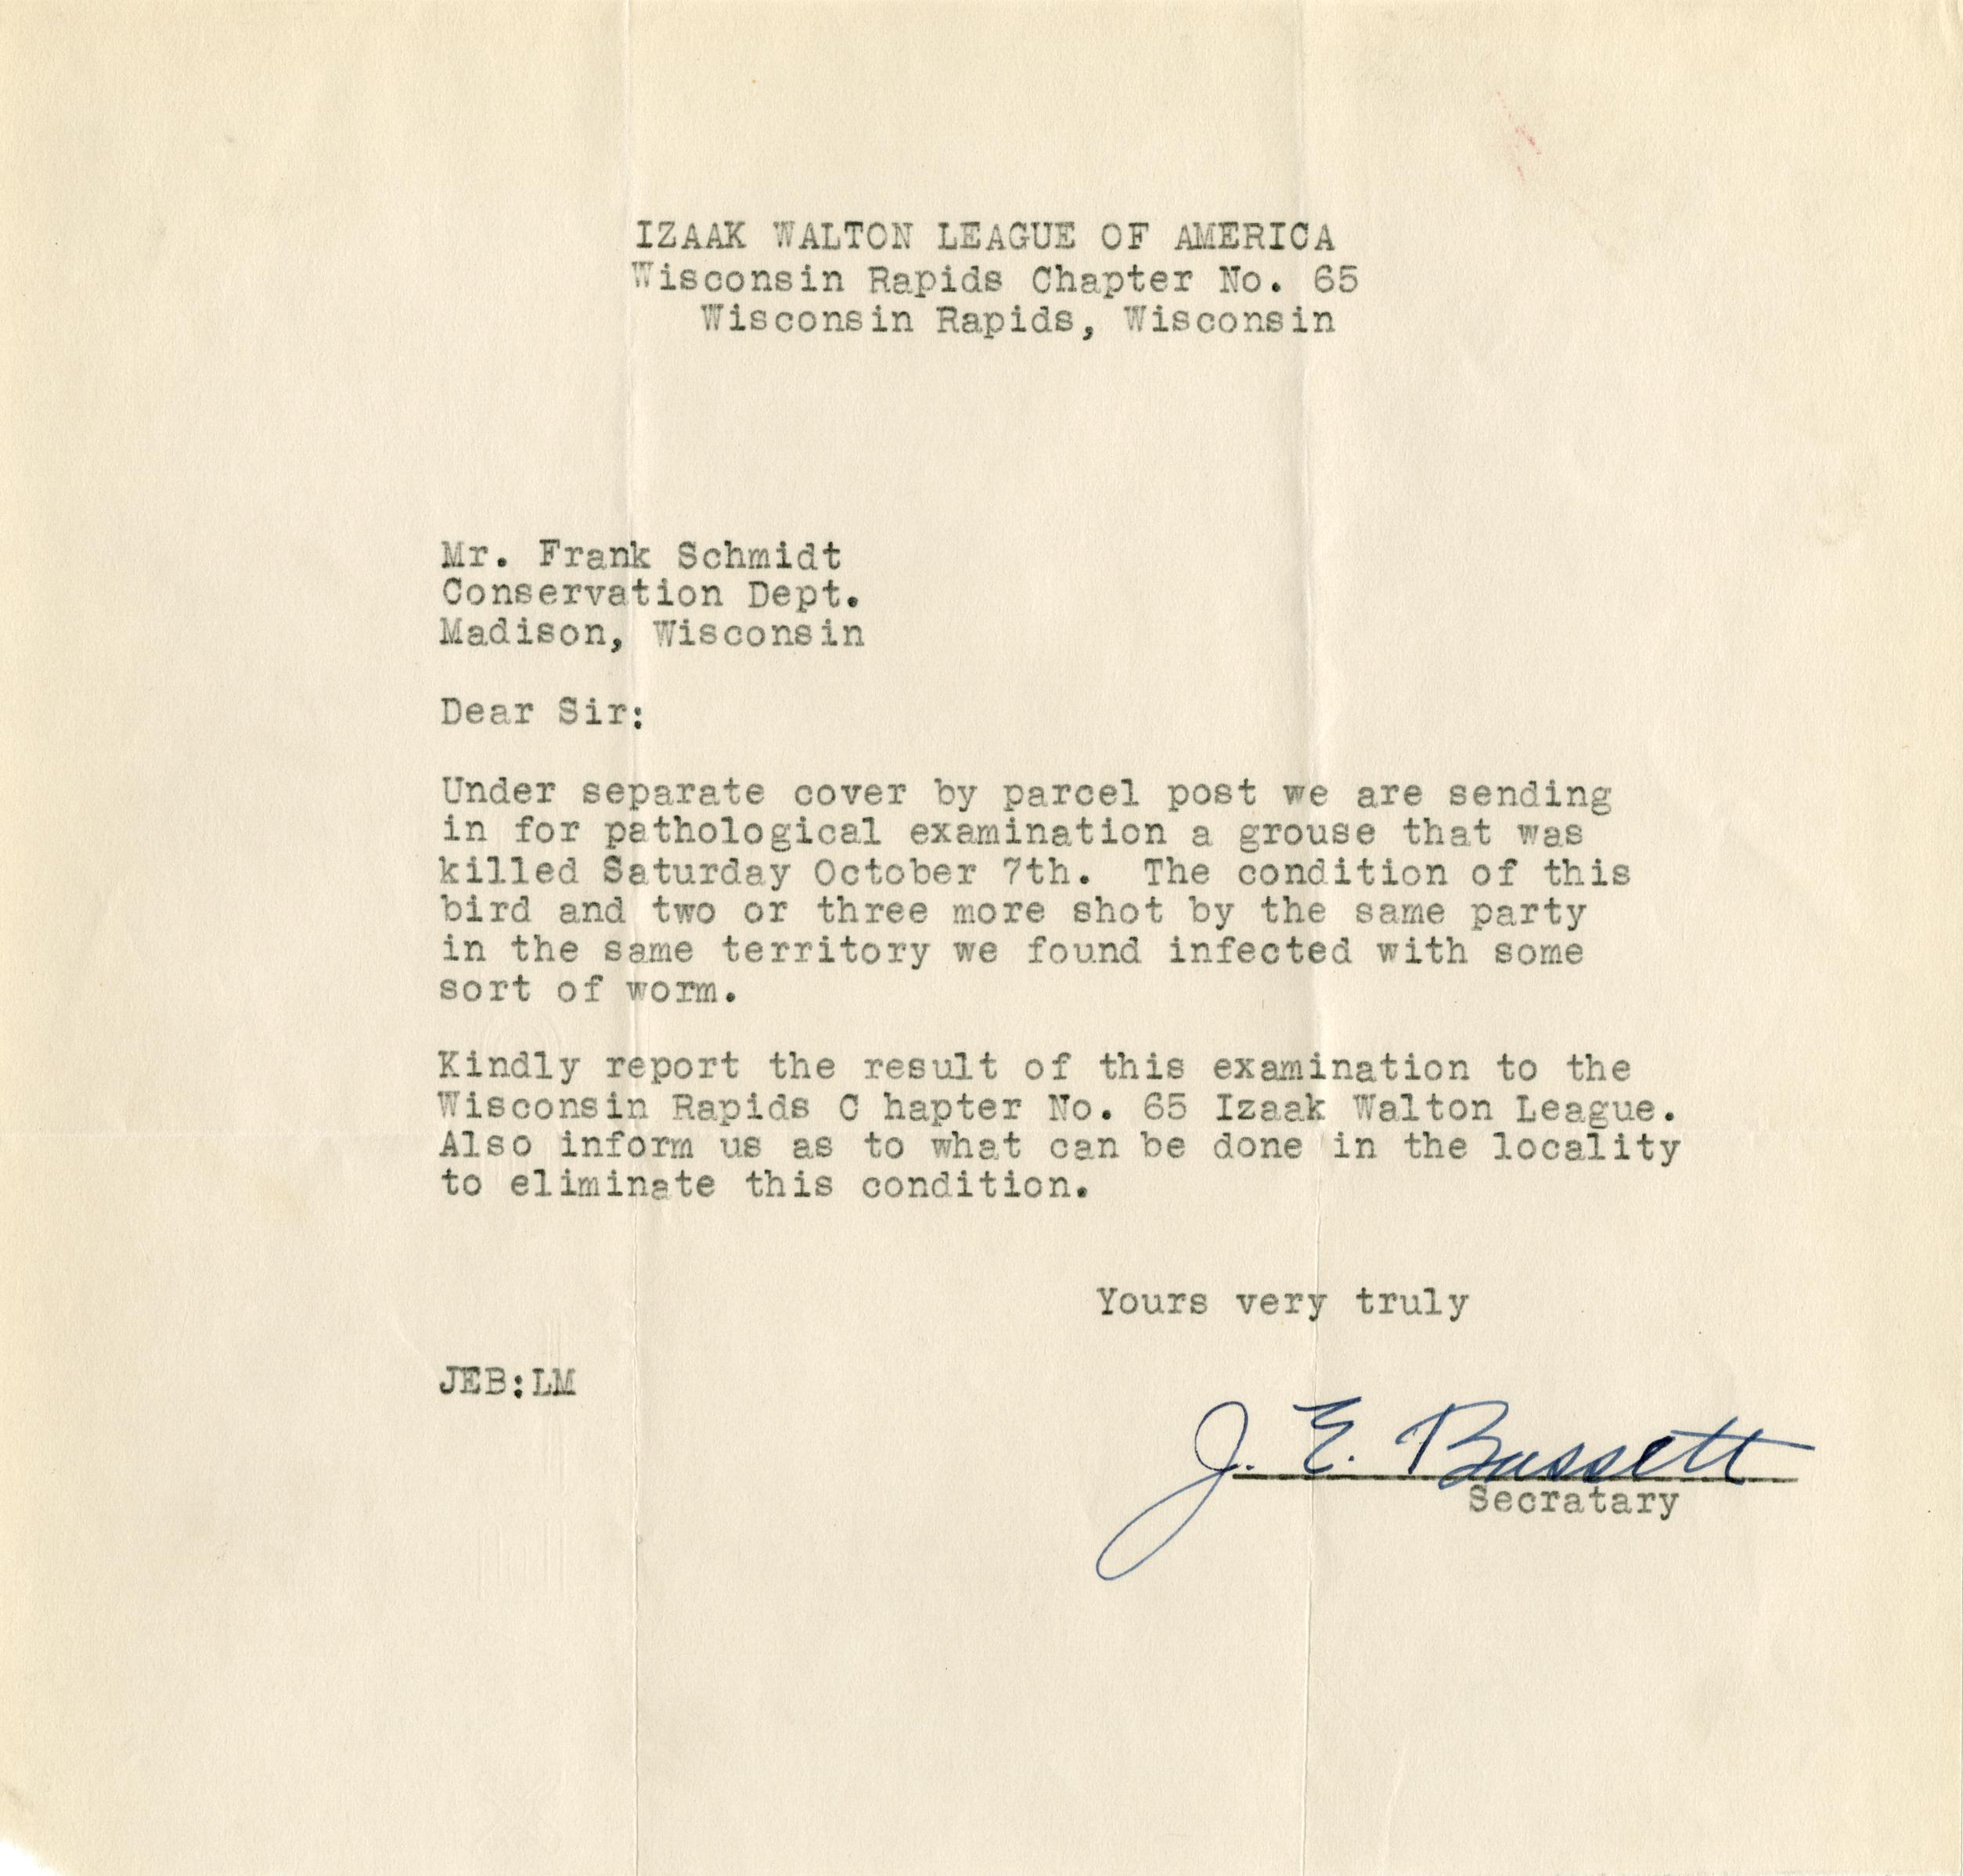 IZAAK WALTON LEAGUE OF AMERICA
Wisconsin Rapids Chapter No. 65
Wisconsin Rapids, Wisconsin
Mr. Frank Schmidt
Conservation Dept.
Madison, Wisconsin
Dear Sir:
Under separate cover by parcel post we are sending
in for pathological examination a grouse that was
killed Saturday October 7th.  The condition of this
bird and two or three more shot by the same party
in the same territory we found infected with some
sort of worm.
Kindly report the result of this examination to the
Wisconsin Rapids C hapter No. 65 Izaak Walton League.
Also inform us as to what can be done in the locality
to eliminate this condition.
Yours very truly
JEB:LM
J. E. Bassett
Secratary